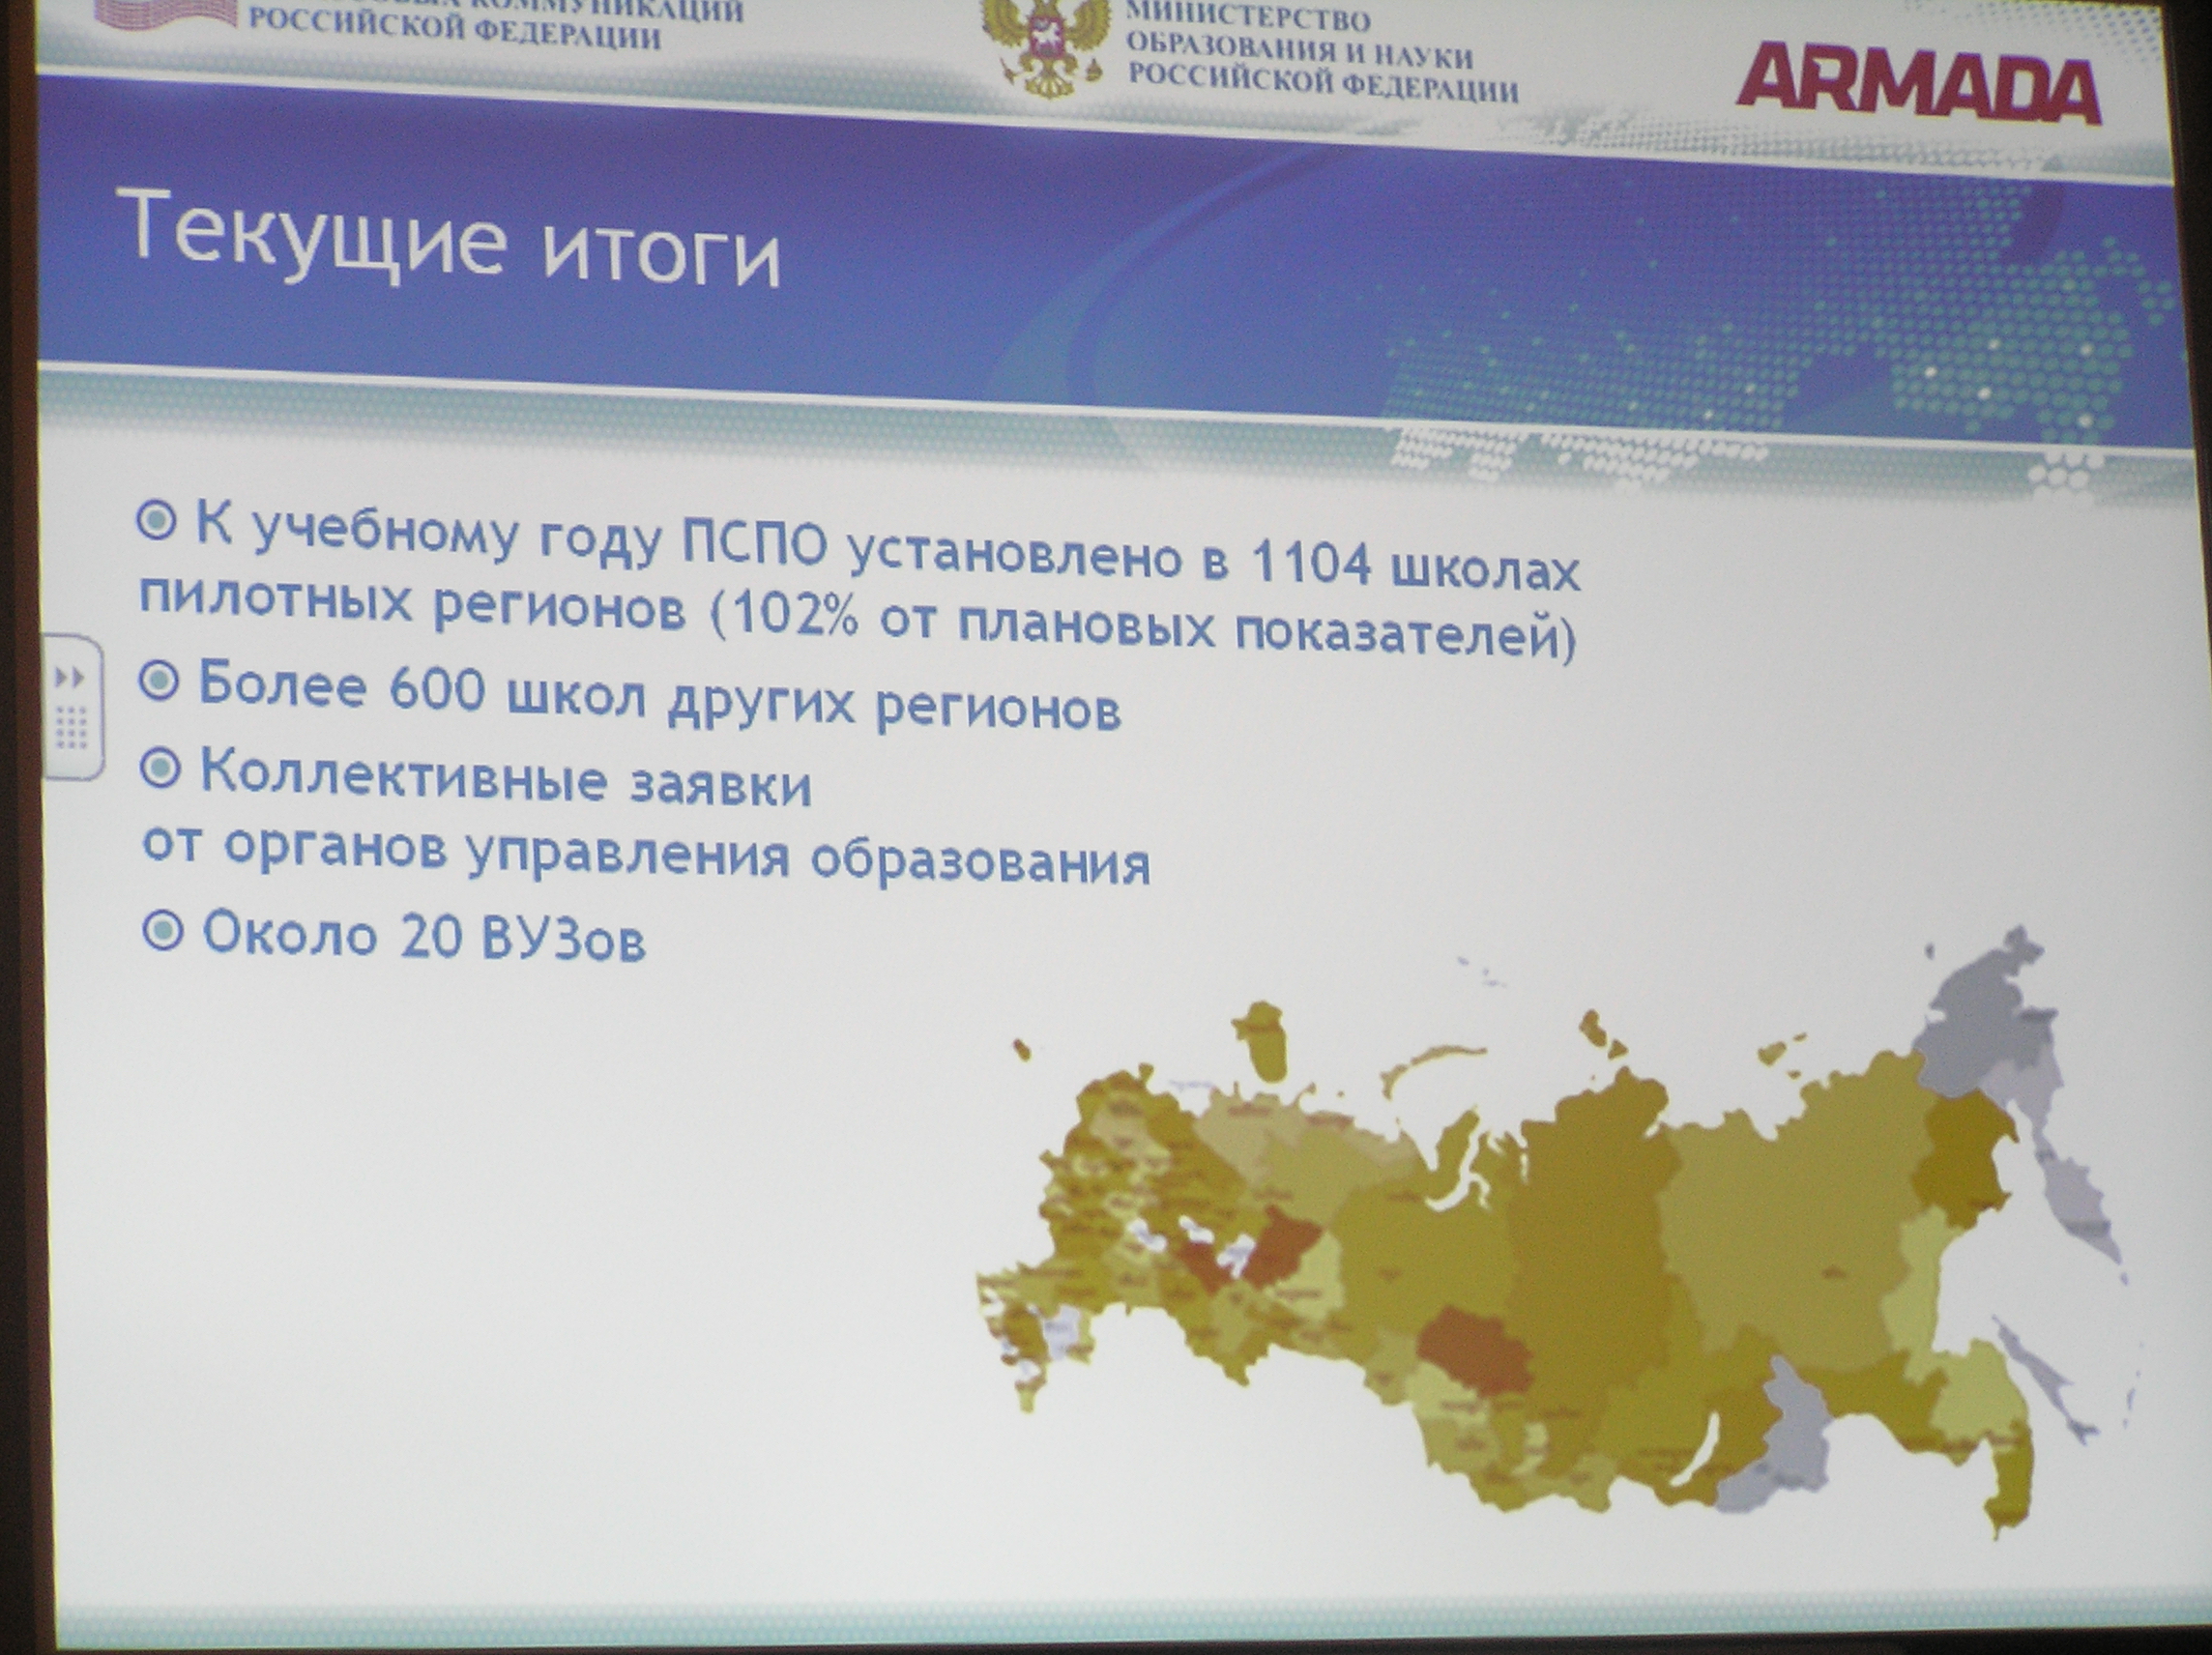 КОММУНИКАЦИЙ
РОССИЙСКОЙ ФЕДЕРАЦИИ
МИНИСТЕРСТВО
ОБРАЗОВАНИЯ И НАУКИ
РОССИЙСКОЙ ФЕДЕРАЦИИ
ARMADA
Текущие итоги
К учебному году ПСПО установлено в 1104 школах
пилотных регионов (102% от плановых показателей)
Более 600 школ других регионов
Коллективные заявки
от органов управления образования
Около 20 ВУЗов